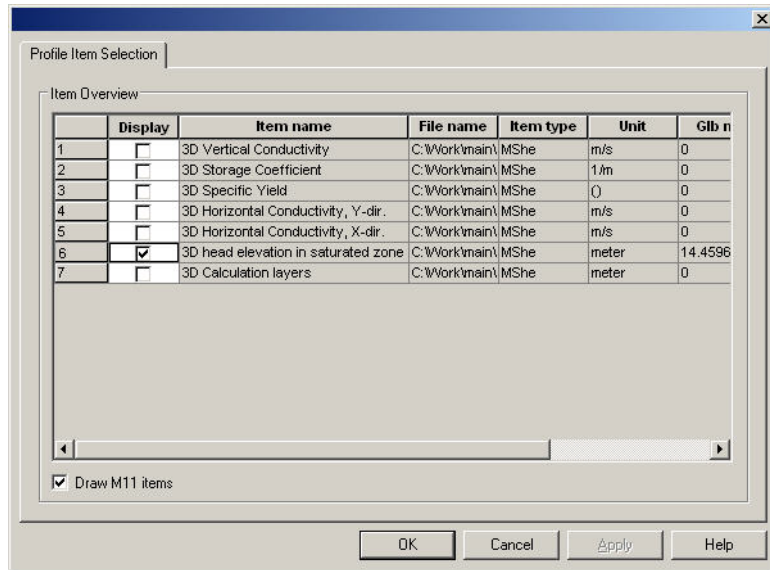 Profile Item Selection
Item Overview
Display Item name File name Item type Unit Glb n
1 3D Vertical Conductivity C:\Work\main\ MShe m/s 0
2 3D Storage Coefficient C:\Work\main\ MShe 1/m 0
3 3D Specific Yield C:\Work\main\ MShe () 0
4 3D Horizontal Conductivity, Y-dir. C:\Work\main\ MShe m/s 0
5 3D Horizontal Conductivity, X-dir. C:\Work\main\ MShe m/s 0
6 3D head elevation in saturated zone C:\Work\main\ MShe meter 14.4596
7 3D Calculation layers C:\Work\main\ MShe meter 0
Draw M11 items
OK Cancel Apply Help